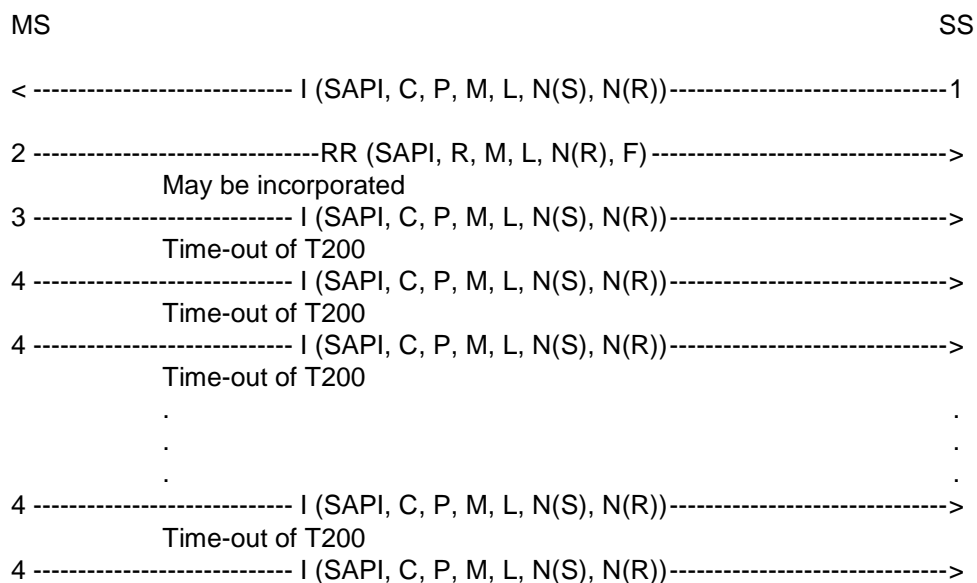 MS SS
< ----------------------------- I (SAPI, C, P, M, L, N(S), N(R))-------------------------------1
2 --------------------------------RR (SAPI, R, M, L, N(R), F) --------------------------------->
May be incorporated
3 ----------------------------- I (SAPI, C, P, M, L, N(S), N(R))------------------------------->
Time-out of T200
4 ----------------------------- I (SAPI, C, P, M, L, N(S), N(R))------------------------------->
Time-out of T200
4 ----------------------------- I (SAPI, C, P, M, L, N(S), N(R))------------------------------->
Time-out of T200
. .
. .
. .
4 ----------------------------- I (SAPI, C, P, M, L, N(S), N(R))------------------------------->
Time-out of T200
4 ----------------------------- I (SAPI, C, P, M, L, N(S), N(R))------------------------------->